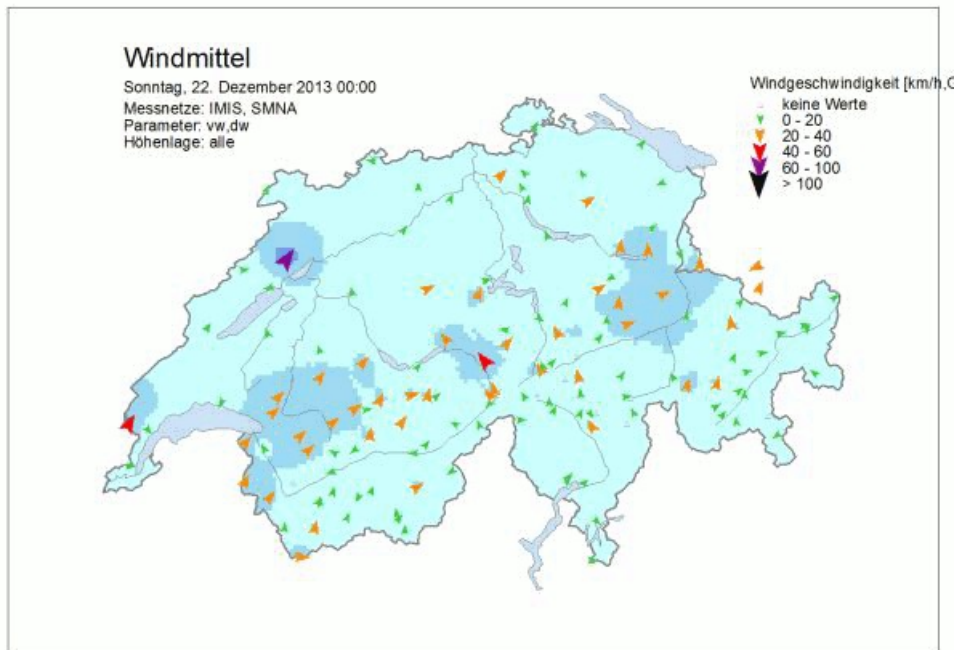 Windmittel
Sonntag, 22. Dezember 2013 00:00
Messnetze: IMIS, SMNA
Parameter: vw,dw
Höhenlage: alle
Windgeschwindigkeit [km/h,
keine Werte
0 - 20
20 - 40
40 - 60
60 - 100
> 100